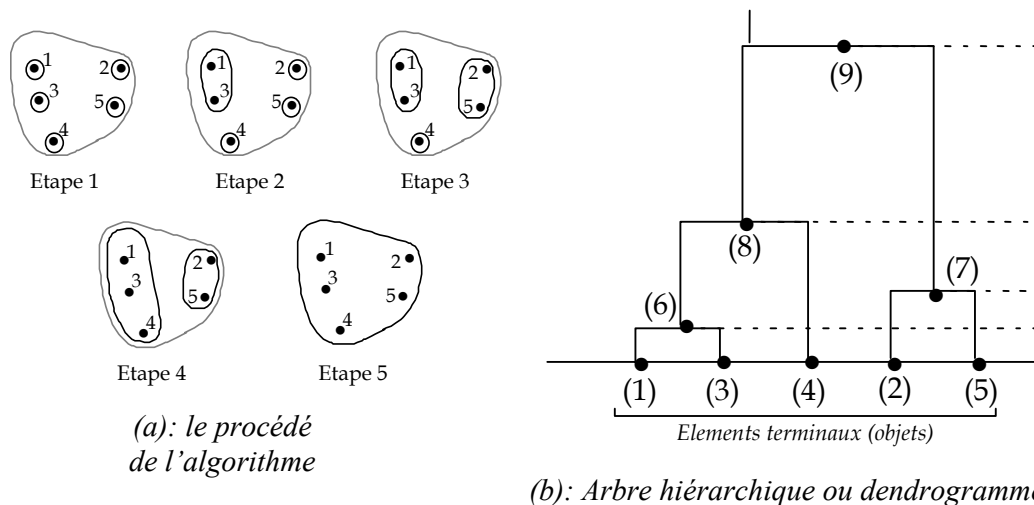 1
2
3
5
4
Etape 1
1
2
3
5
4
Etape 2
1
2
3
5
4
Etape 3
1
2
3
5
4
Etape 4
1
2
3
5
4
Etape 5
(a): le procédé
de l'algorithme
(9)
(8)
(7)
(6)
(1) (3) (4) (2) (5)
Elements terminaux (objets)
(b): Arbre hiérarchique ou dendrogramme